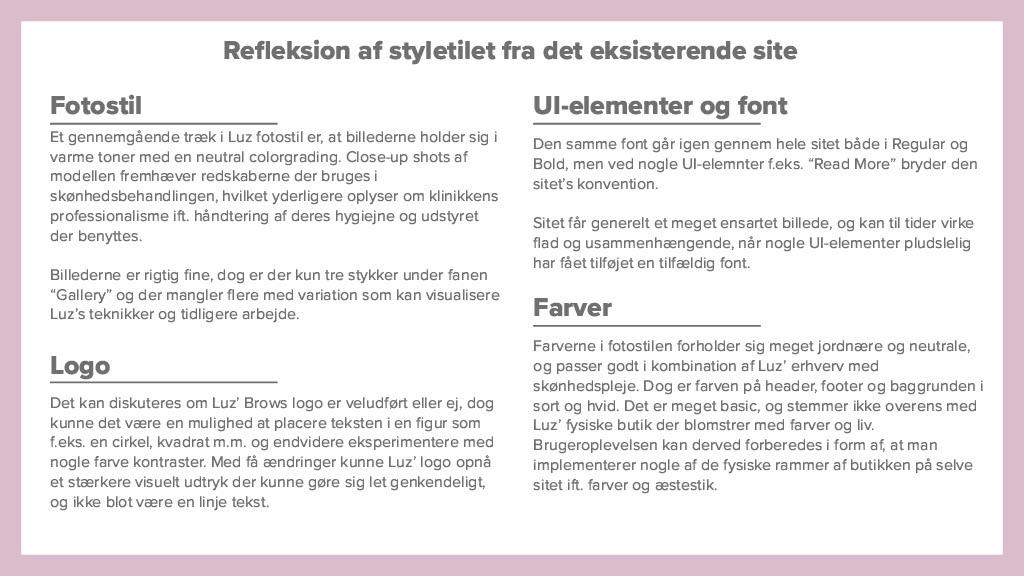 Refleksion af styletilet fra det eksisterende site
Fotostil
Et gennemgående træk i Luz fotostil er, at billederne holder sig i
varme toner med en neutral colorgrading. Close-up shots af
modellen fremhæver redskaberne der bruges i
skønhedsbehandlingen, hvilket yderligere oplyser om klinikkens
professionalisme ift. håndtering af deres hygiejne og udstyret
der benyttes.
Billederne er rigtig fine, dog er der kun tre stykker under fanen
“Gallery” og der mangler flere med variation som kan visualisere
Luz’s teknikker og tidligere arbejde.
Logo
Det kan diskuteres om Luz’ Brows logo er veludført eller ej, dog
kunne det være en mulighed at placere teksten i en figur som
f.eks. en cirkel, kvadrat m.m. og endvidere eksperimentere med
nogle farve kontraster. Med få ændringer kunne Luz’ logo opnå
et stærkere visuelt udtryk der kunne gøre sig let genkendeligt,
og ikke blot være en linje tekst.
UI-elementer og font
Den samme font går igen gennem hele sitet både i Regular og
Bold, men ved nogle UI-elemnter f.eks. “Read More” bryder den
sitet’s konvention.
Sitet får generelt et meget ensartet billede, og kan til tider virke
flad og usammenhængende, når nogle UI-elementer pludslelig
har fået tilføjet en tilfældig font.
Farver
Farverne i fotostilen forholder sig meget jordnære og neutrale,
og passer godt i kombination af Luz’ erhverv med
skønhedspleje. Dog er farven på header, footer og baggrunden i
sort og hvid. Det er meget basic, og stemmer ikke overens med
Luz’ fysiske butik der blomstrer med farver og liv.
Brugeroplevelsen kan derved forberedes i form af, at man
implementerer nogle af de fysiske rammer af butikken på selve
sitet ift. farver og æstestik.